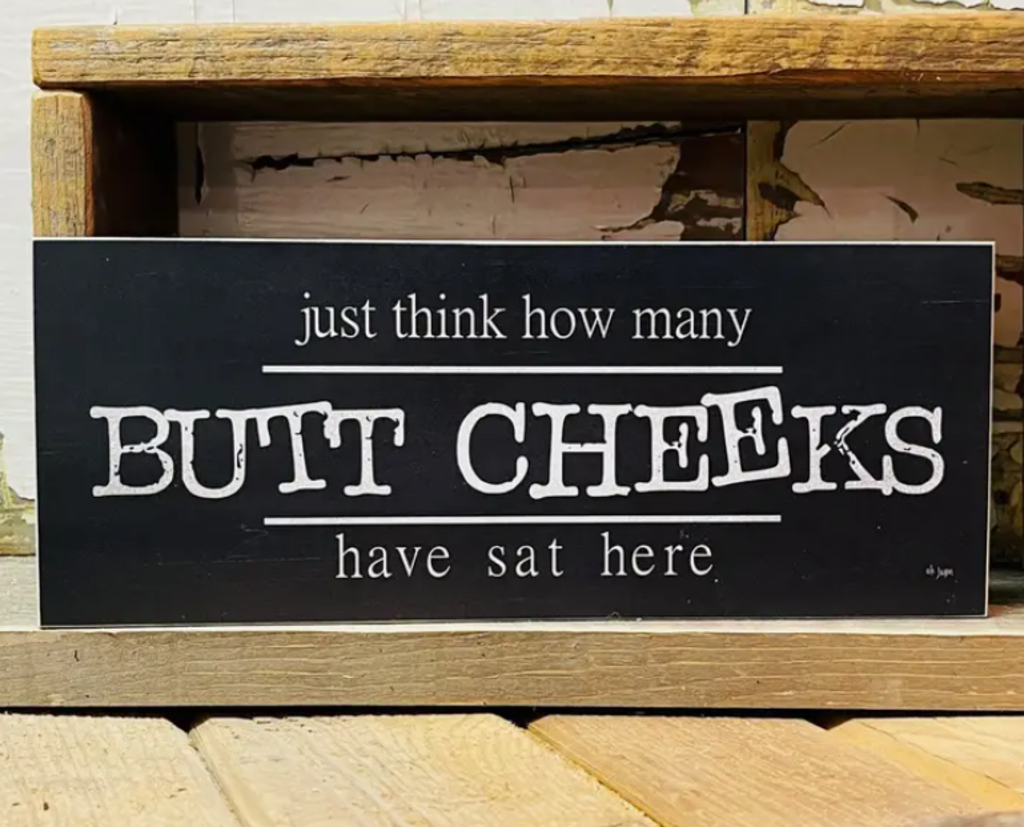 just think how many
BUTT CHEEKS
have sat here